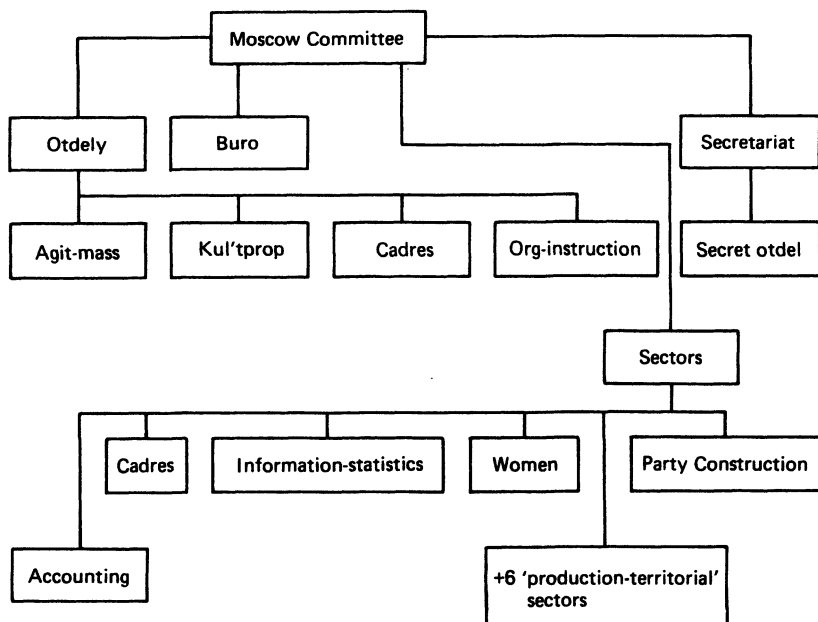 Moscow Committee
Otdely
Buro
Secretariat
Agit-mass
Kul'tprop
Cadres
Org-instruction
Secret otdel
Sectors
Cadres
Information-statistics
Women
Party Construction
Accounting
+6 'production-territorial'
sectors